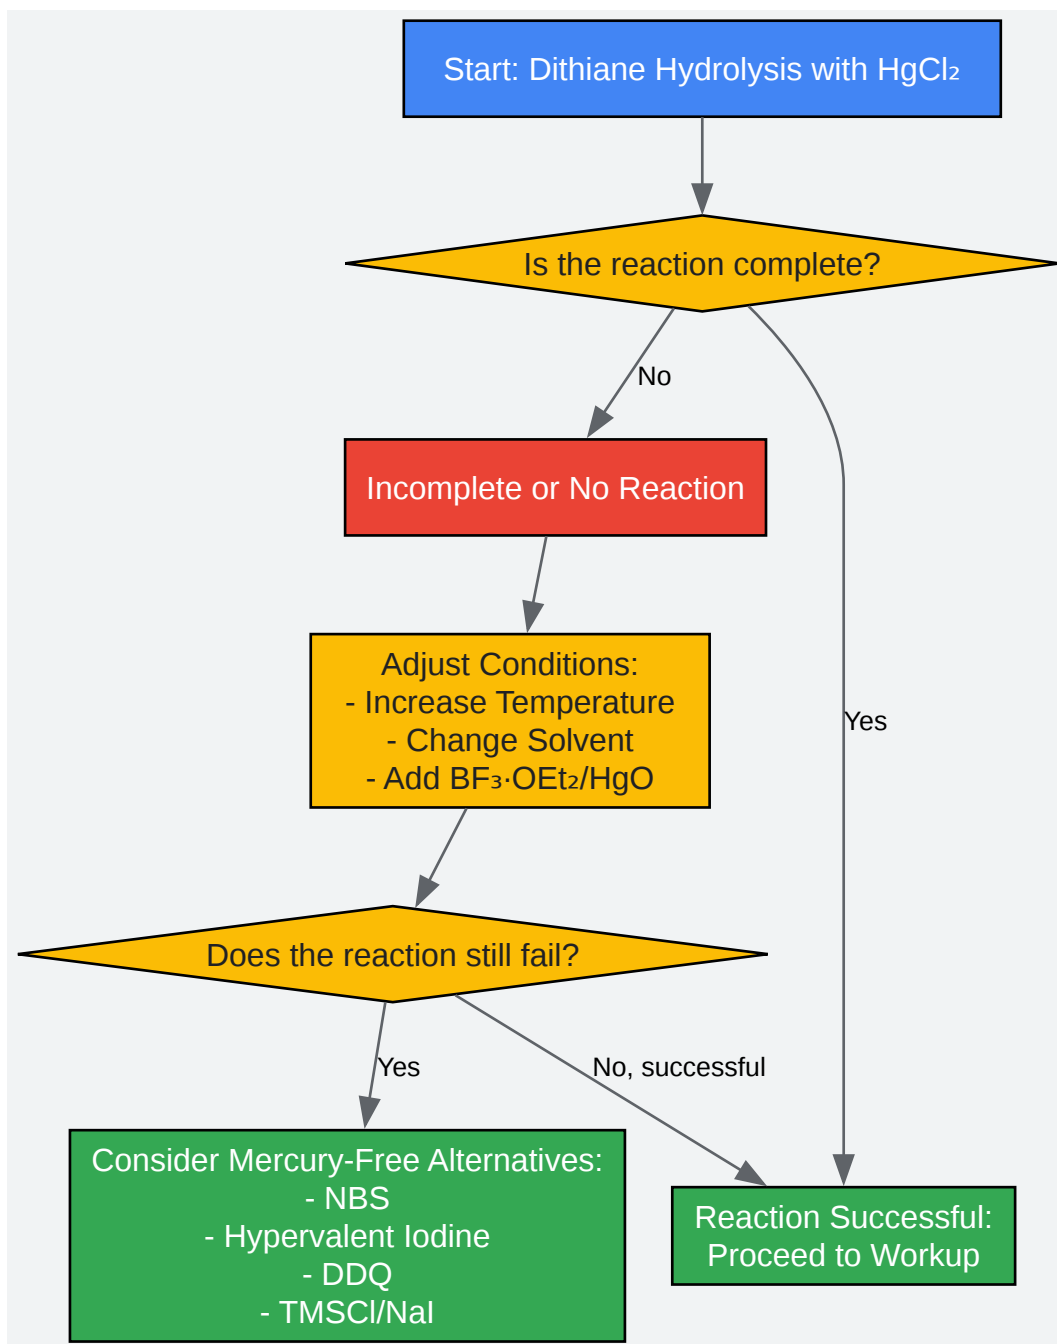 Start: Dithiane Hydrolysis with HgCl₂
Is the reaction complete?
No
Incomplete or No Reaction
Adjust Conditions:
- Increase Temperature
- Change Solvent
- Add BF₃·OEt₂/HgO
Yes
Does the reaction still fail?
Yes
No, successful
Consider Mercury-Free Alternatives:
- NBS
- Hypervalent Iodine
- DDQ
- TMSCl/NaI
Reaction Successful:
Proceed to Workup